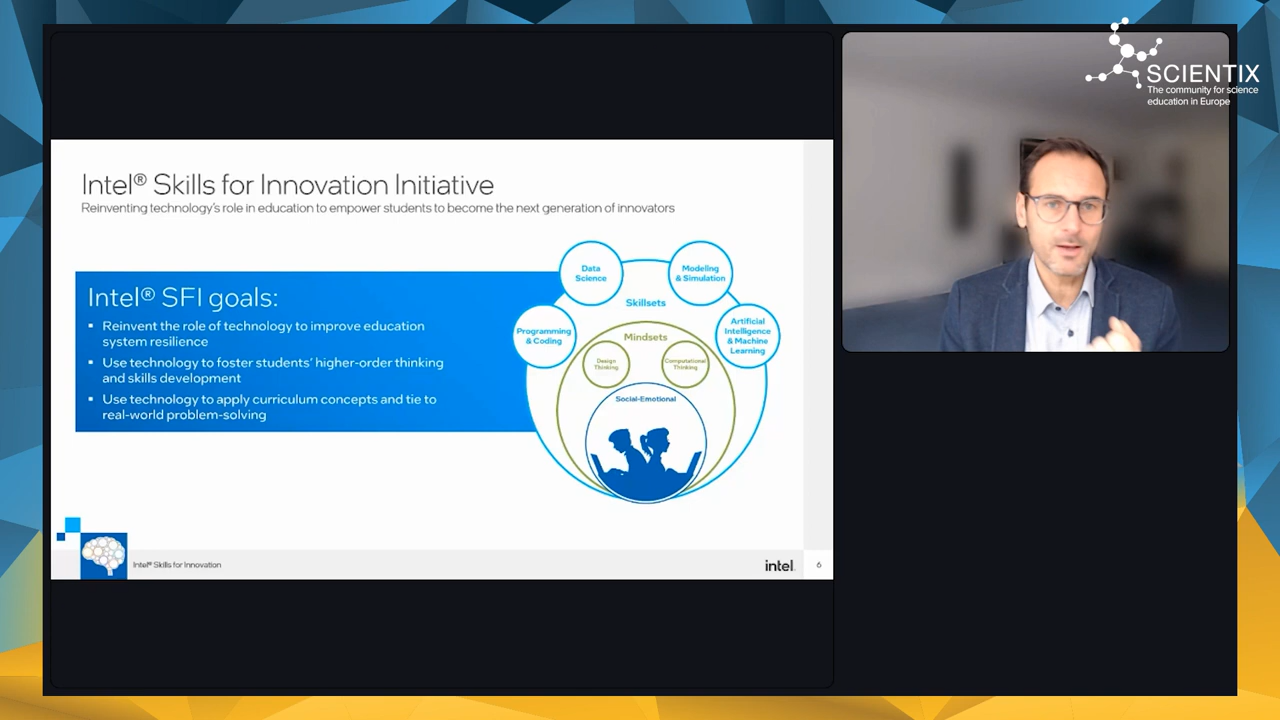 SCIENTIX
The community for science
education in Europe
Intel® Skills for Innovation Initiative
Reinventing technology's role in education to empower students to become the next generation of innovators
Intel® SFI goals:
▪ Reinvent the role of technology to improve education
system resilience
▪ Use technology to foster students' higher-order thinking
and skills development
▪ Use technology to apply curriculum concepts and tie to
real-world problem-solving
Data
Science
Modeling
& Simulation
Skillsets
Programming
& Coding
Artificial
Intelligence
& Machine
Learning
Mindsets
Design
Thinking
Computational
Thinking
Social-Emotional
Intel® Skills for Innovation
intel.
6